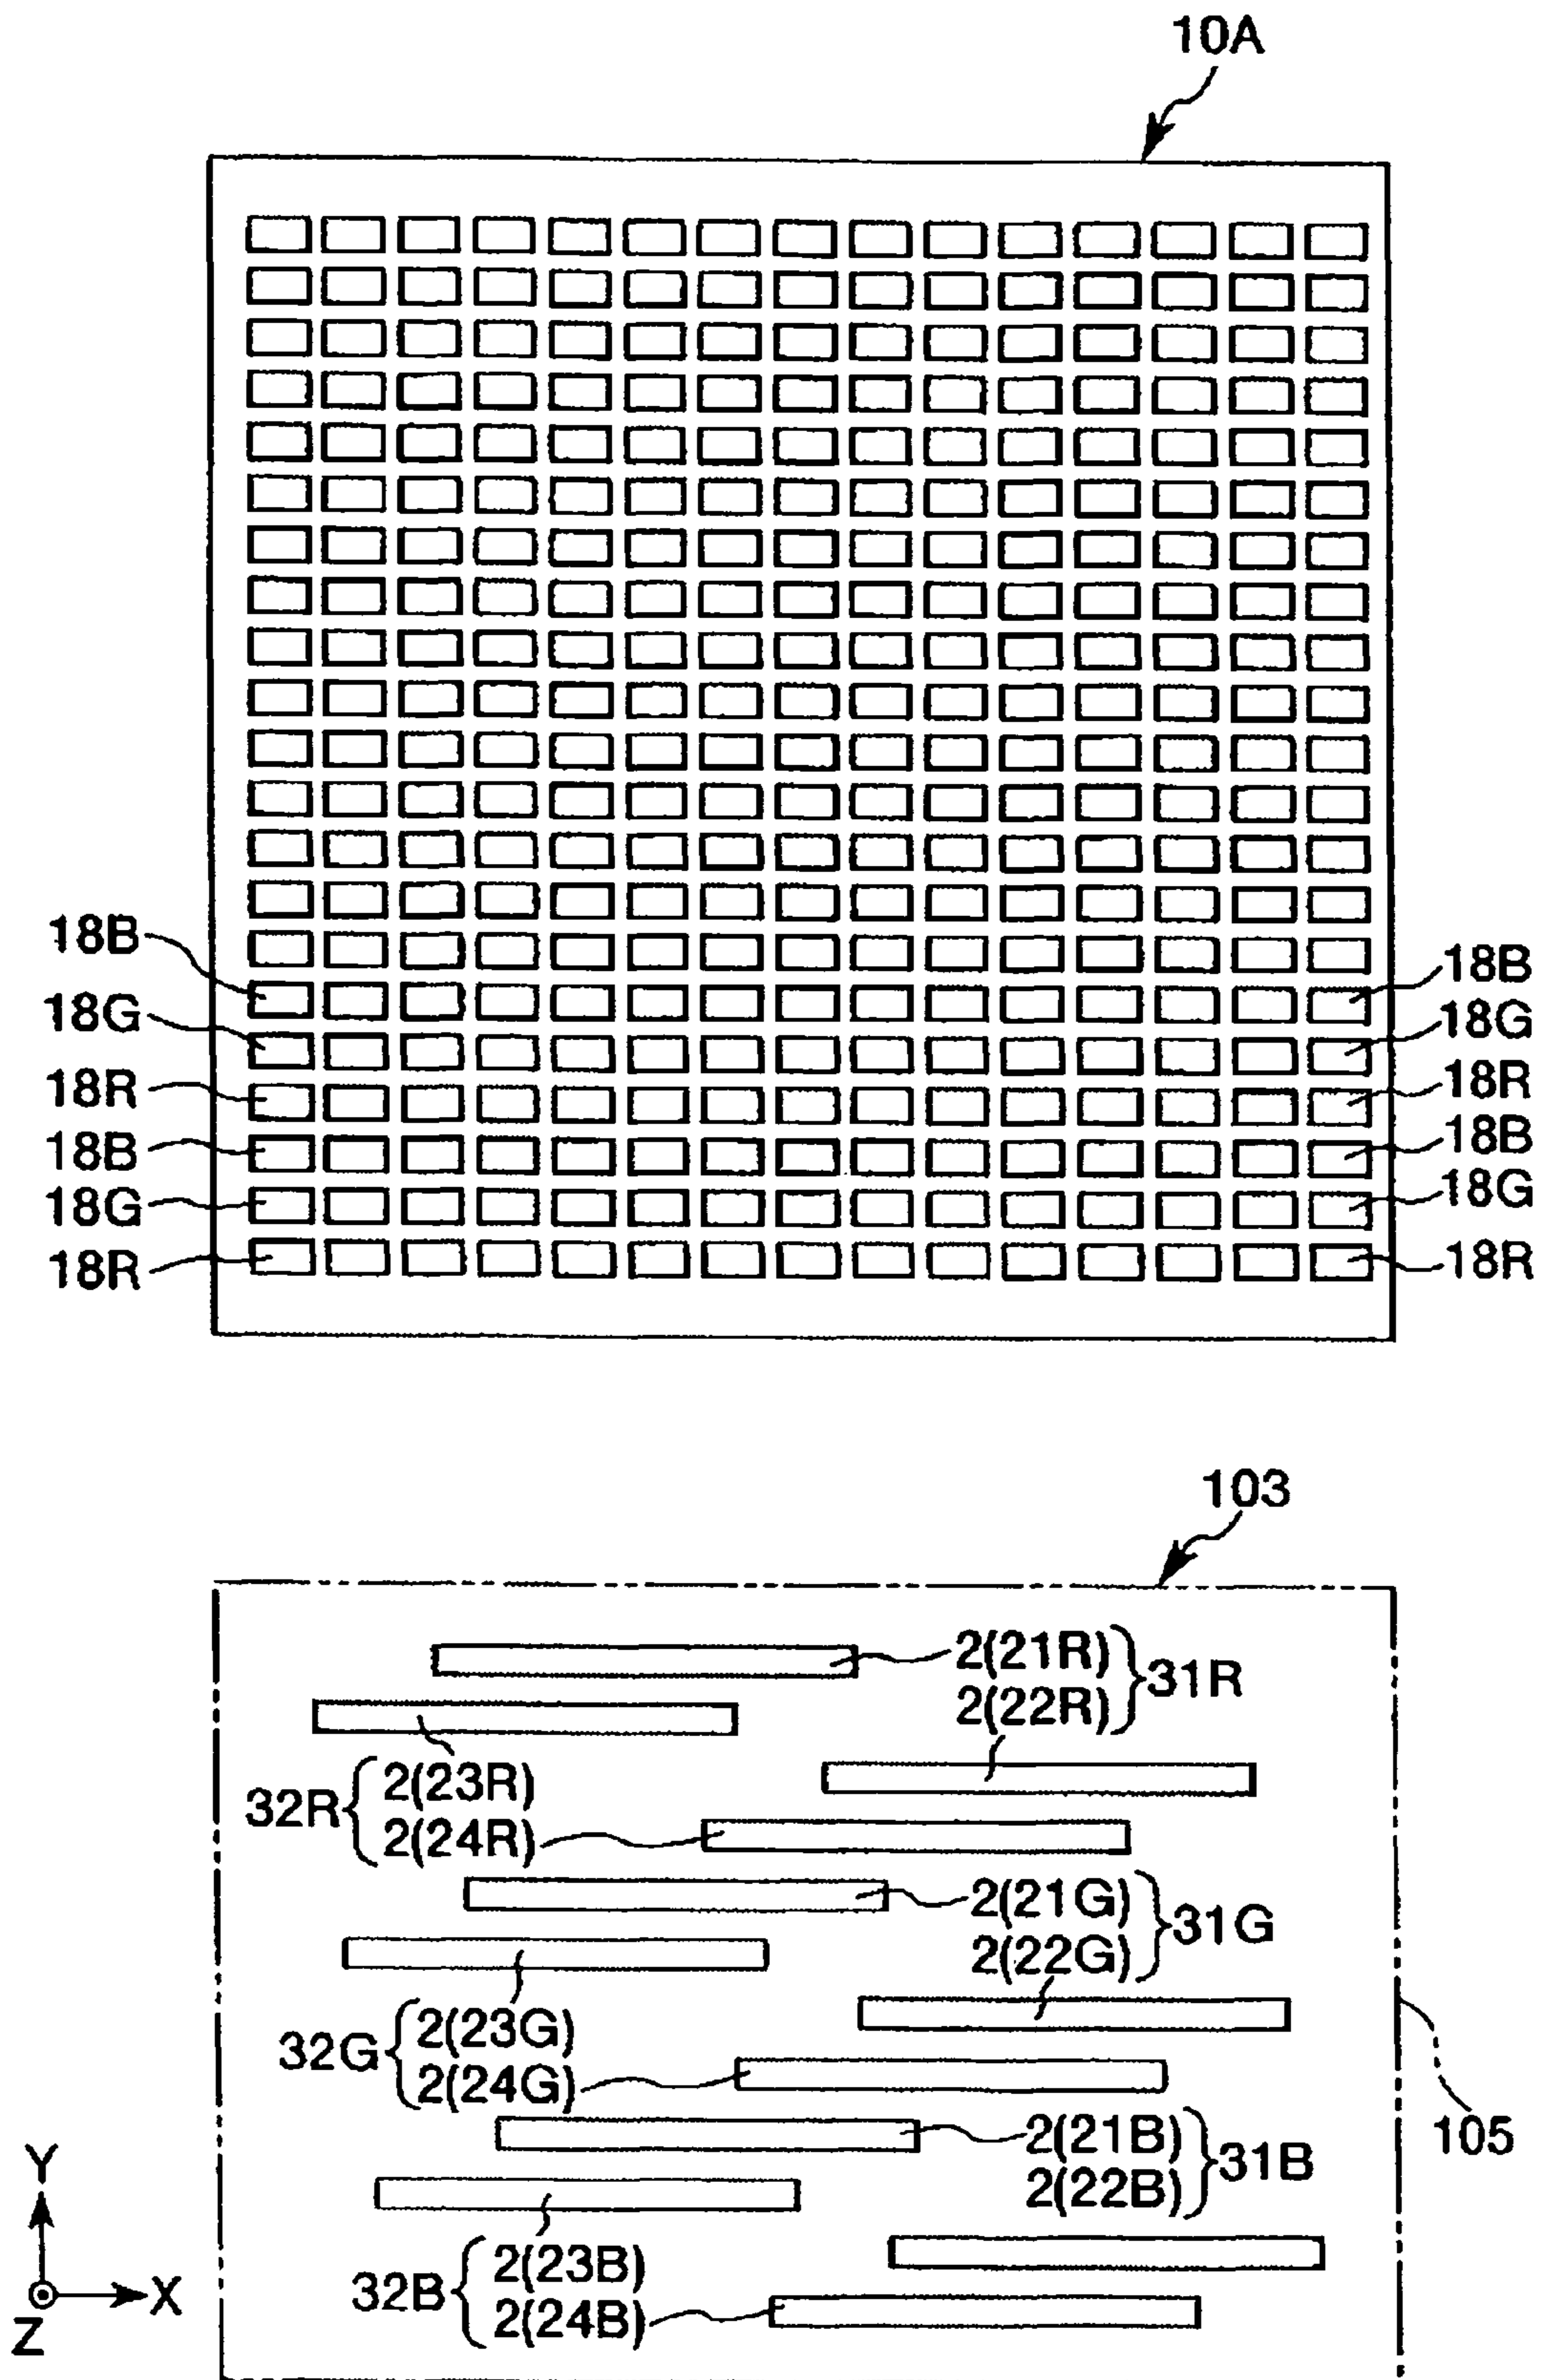 10A
18B
18G
18R
18B
18G
18R
18B
18G
18R
18B
18G
18R
103
2(21R)
2(22R)
31R
32R
2(23R)
2(24R)
2(21G)
2(22G)
31G
32G
2(23G)
2(24G)
2(21B)
2(22B)
31B
105
32B
2(23B)
2(24B)
Y
X
Z